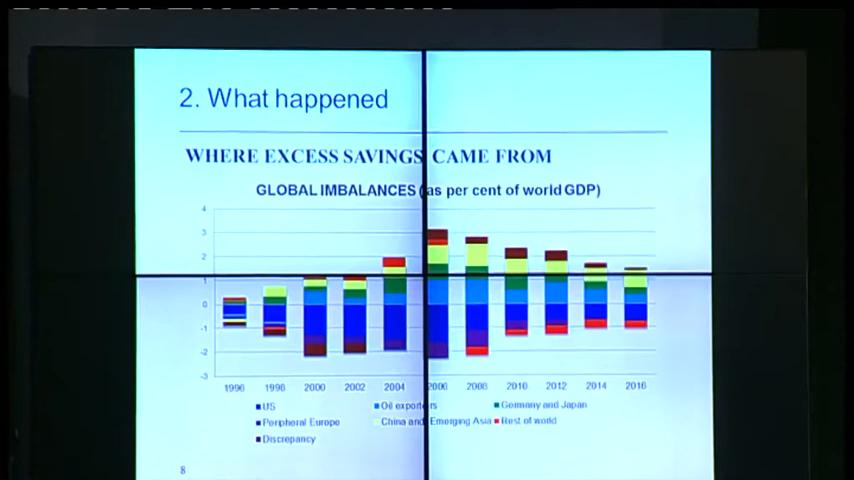 2. What happened
WHERE EXCESS SAVINGS CAME FROM
GLOBAL IMBALANCES (as per cent of world GDP)
4
3
2
1
0
-1
-2
-3
1996 1998 2000 2002 2004 2006 2008 2010 2012 2014 2016
US Oil exporters Germany and Japan
Peripheral Europe China and Emerging Asia Rest of world
Discrepancy
8